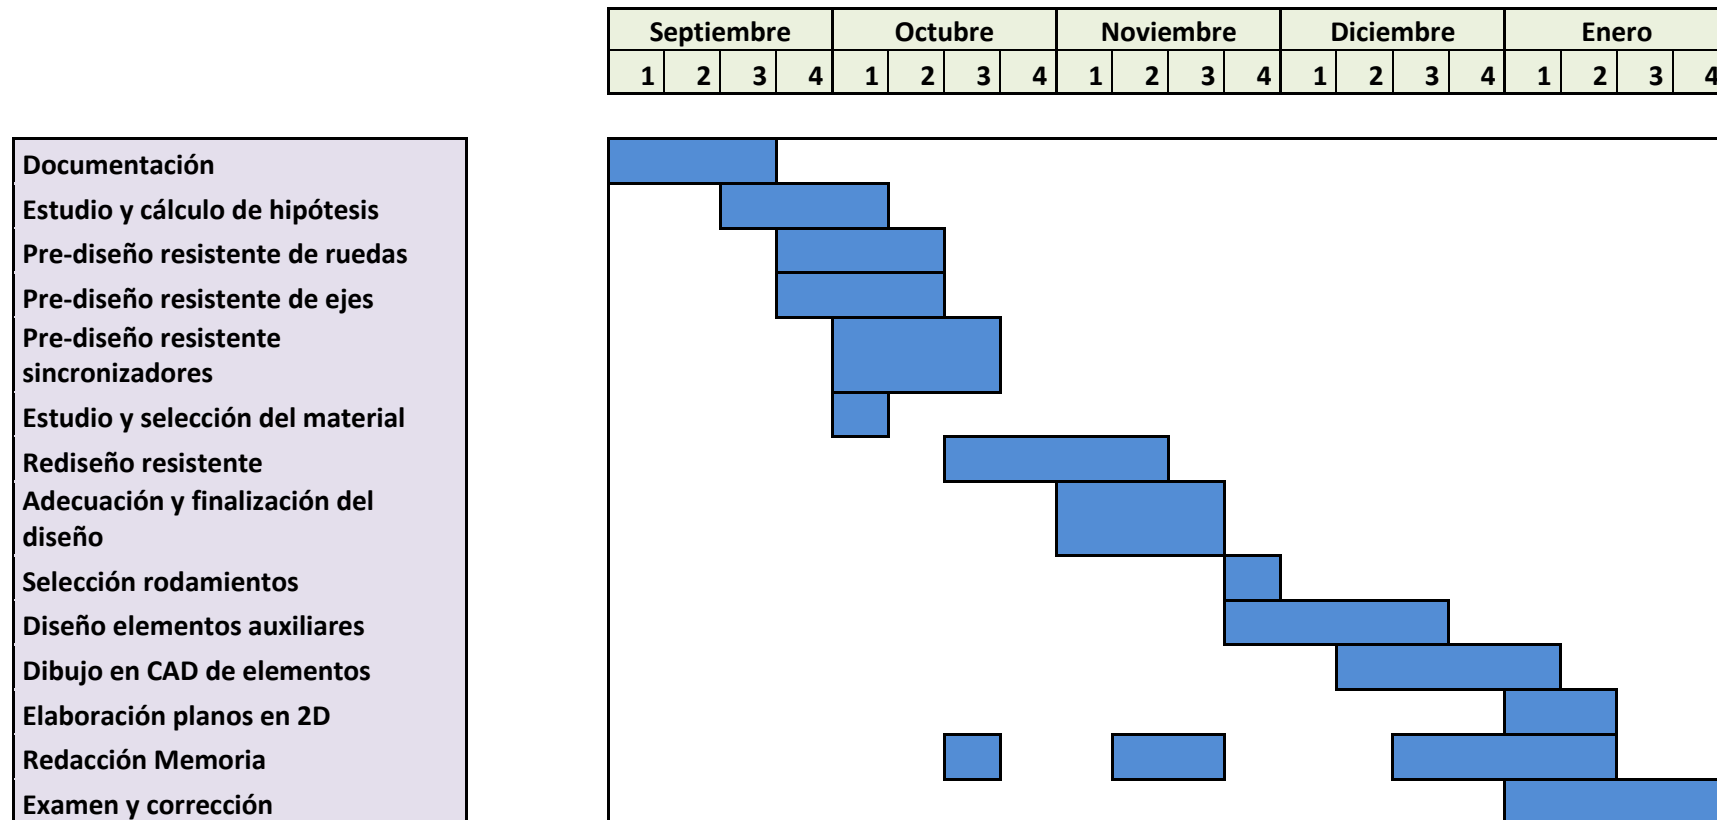 Septiembre Octubre Noviembre Diciembre Enero
1 2 3 4 1 2 3 4 1 2 3 4 1 2 3 4 1 2 3 4
Documentación
Estudio y cálculo de hipótesis
Pre-diseño resistente de ruedas
Pre-diseño resistente de ejes
Pre-diseño resistente
sincronizadores
Estudio y selección del material
Rediseño resistente
Adecuación y finalización del
diseño
Selección rodamientos
Diseño elementos auxiliares
Dibujo en CAD de elementos
Elaboración planos en 2D
Redacción Memoria
Examen y corrección